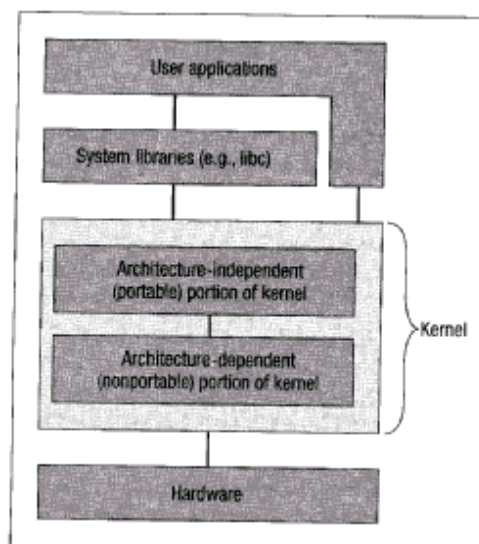 User applications
System libraries (e.g., libc)
Architecture-independent
(portable) portion of kernel
Architecture-dependent
(nonportable) portion of kernel
Kernel
Hardware